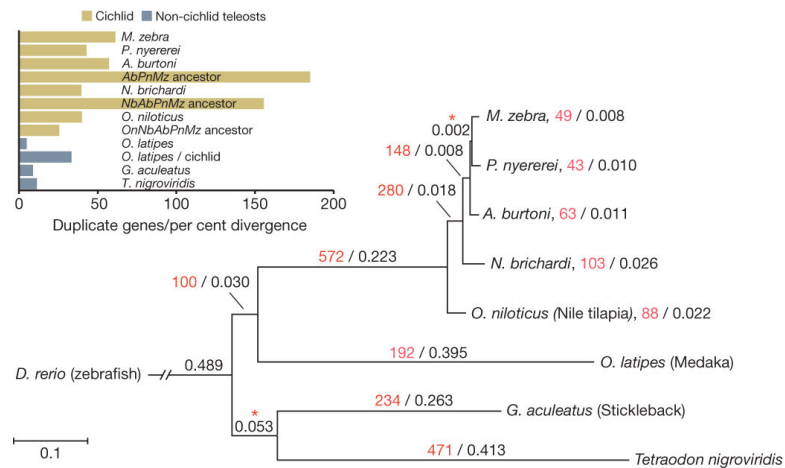 Cichlid Non-cichlid teleosts
M. zebra
P. nyererei
A. burtoni
AbPnMz ancestor
N. brichardi
NbAbPnMz ancestor
O. niloticus
OnNbAbPnMz ancestor
O. latipes
O. latipes / cichlid
G. aculeatus
T. nigroviridis
0 50 100 150 200
Duplicate genes/per cent divergence
*
0.002
M. zebra, 49 / 0.008
148 / 0.008
P. nyererei, 43 / 0.010
280 / 0.018
A. burtoni, 63 / 0.011
572 / 0.223
N. brichardi, 103 / 0.026
100 / 0.030
O. niloticus (Nile tilapia), 88 / 0.022
192 / 0.395
O. latipes (Medaka)
D. rerio (zebrafish)
0.489
234 / 0.263
G. aculeatus (Stickleback)
*
0.053
0.1
471 / 0.413
Tetraodon nigroviridis